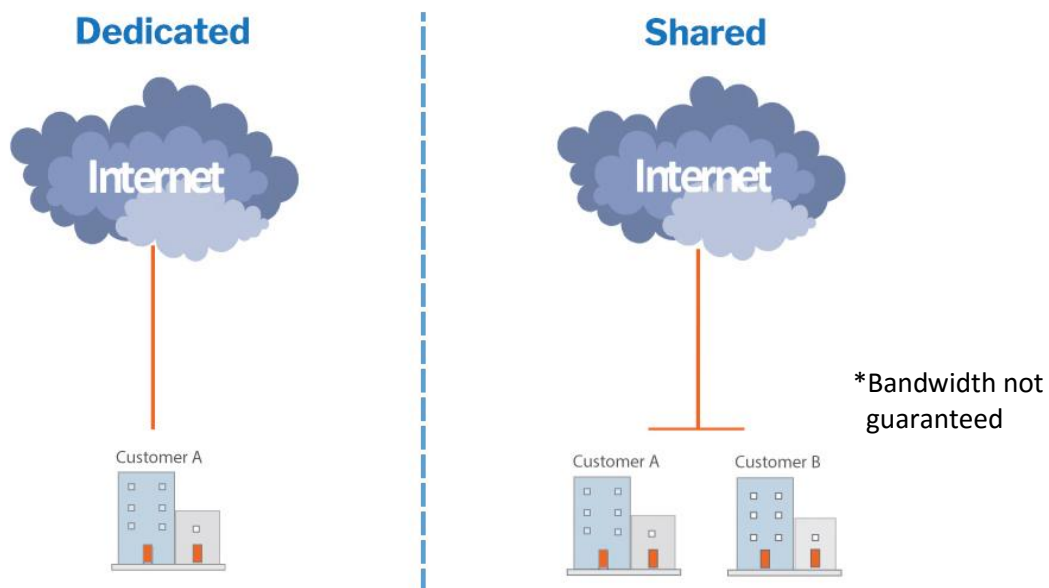 Dedicated
Internet
Customer A
Shared
Internet
*Bandwidth not
guaranteed
Customer A
Customer B